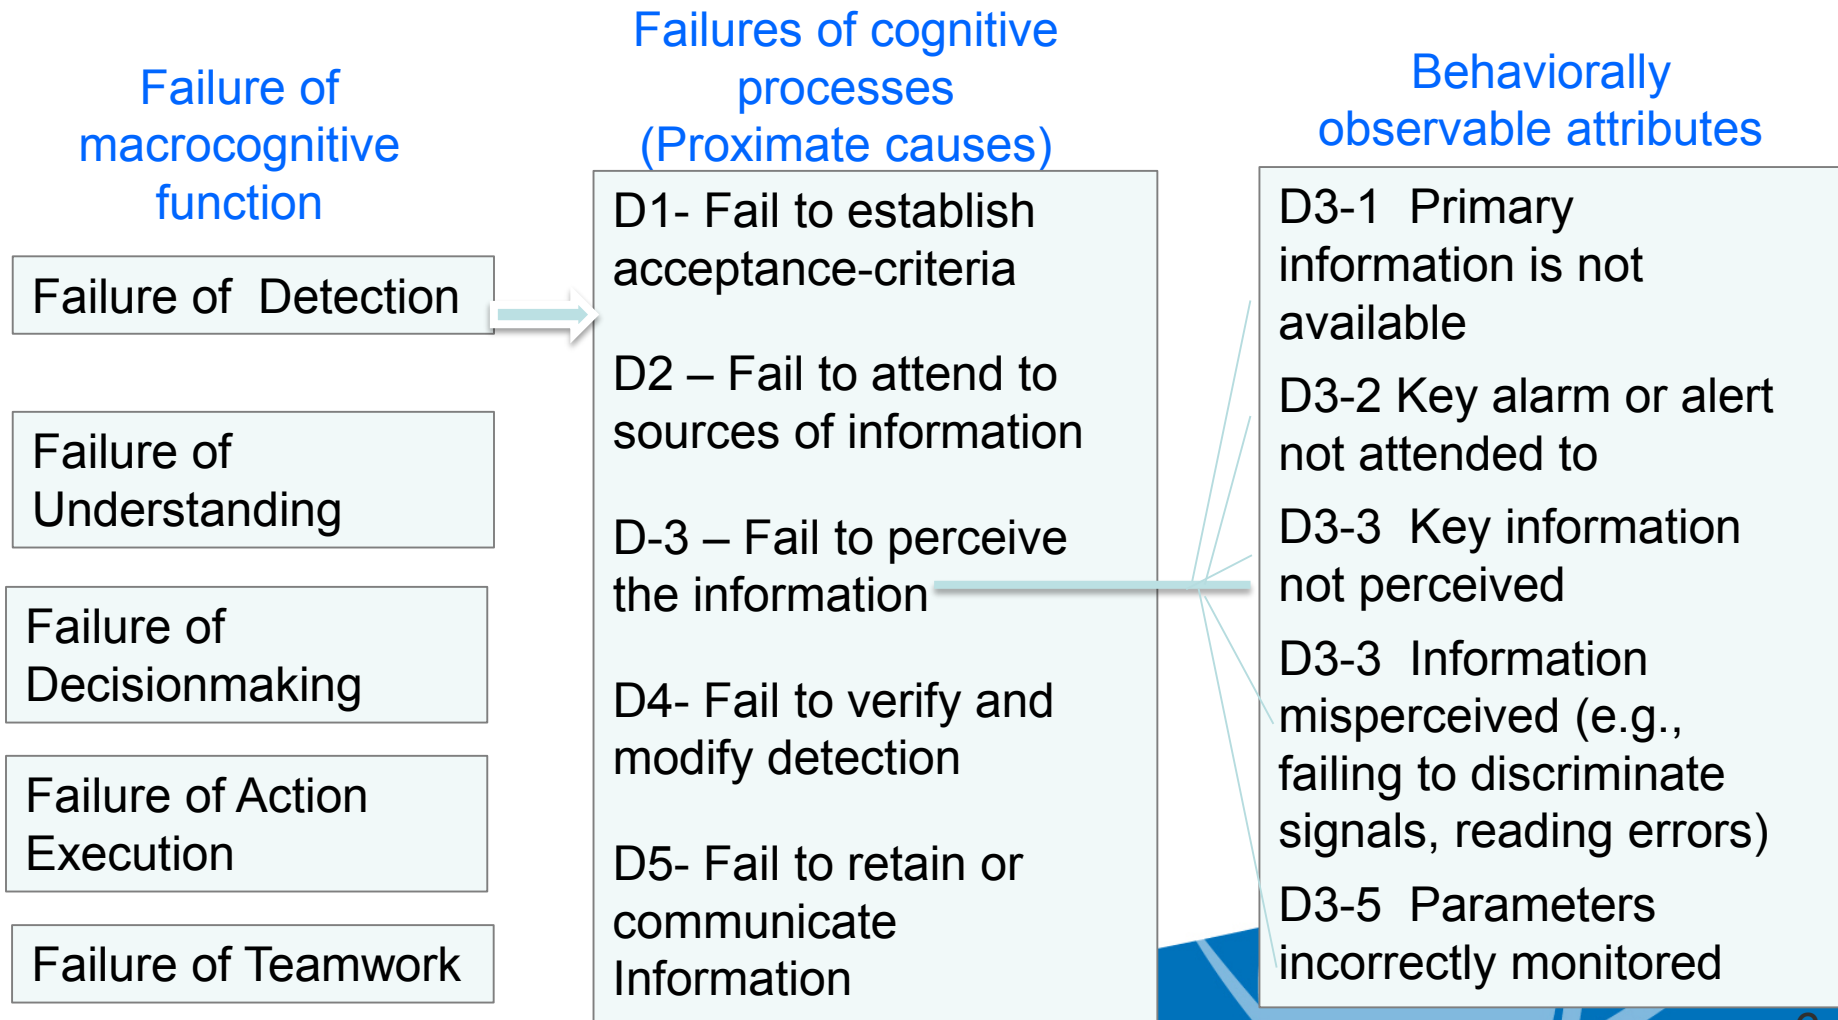 Failure of
macrocognitive
function
Failure of Detection
Failure of
Understanding
Failure of
Decisionmaking
Failure of Action
Execution
Failure of Teamwork
Failures of cognitive
processes
(Proximate causes)
D1- Fail to establish
acceptance-criteria
D2 – Fail to attend to
sources of information
D-3 – Fail to perceive
the information
D4- Fail to verify and
modify detection
D5- Fail to retain or
communicate
Information
Behaviorally
observable attributes
D3-1 Primary
information is not
available
D3-2 Key alarm or alert
not attended to
D3-3 Key information
not perceived
D3-3 Information
misperceived (e.g.,
failing to discriminate
signals, reading errors)
D3-5 Parameters
incorrectly monitored